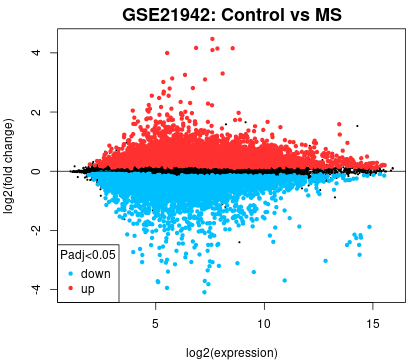 GSE21942: Control vs MS
log2(fold change)
4
2
0
-2
-4
Padj<0.05
down
up
5
10
15
log2(expression)